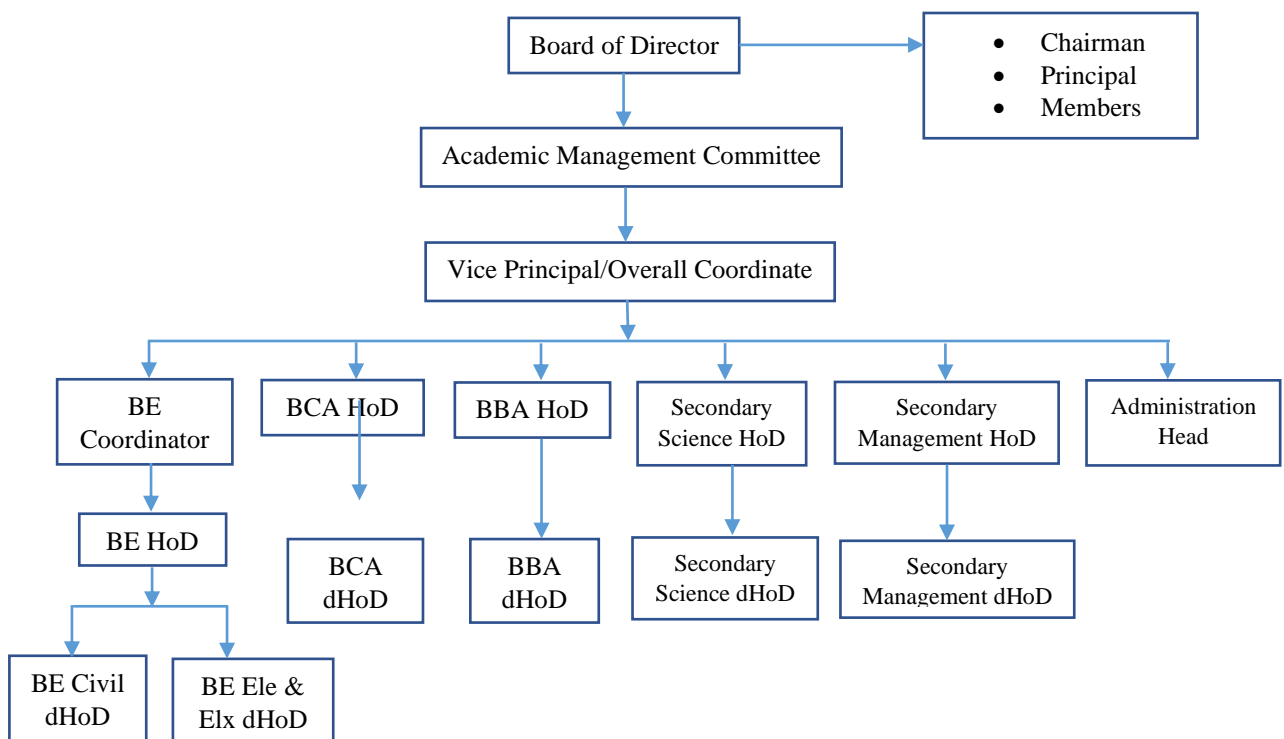 Board of Director
• Chairman
• Principal
• Members
Academic Management Committee
Vice Principal/Overall Coordinate
BE
Coordinator
BCA HoD
BBA HoD
Secondary
Science HoD
Secondary
Management HoD
Administration
Head
BE HoD
BCA
dHoD
BBA
dHoD
Secondary
Science dHoD
Secondary
Management dHoD
BE Civil
dHoD
BE Ele &
Elx dHoD